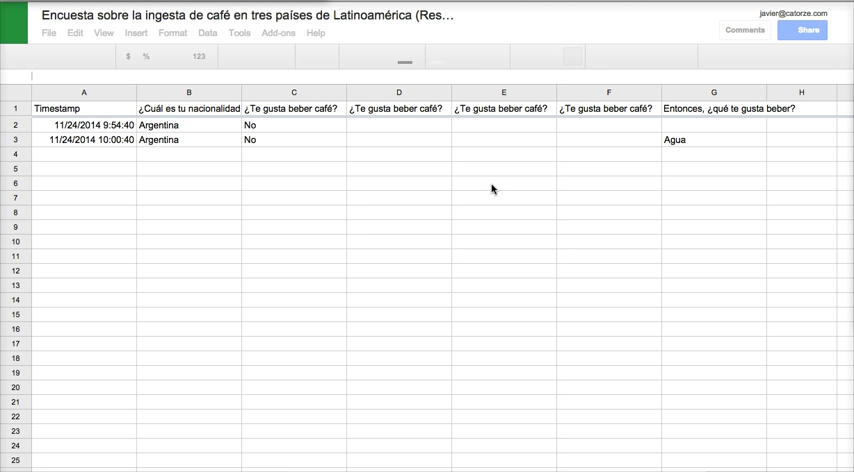 Encuesta sobre la ingesta de café en tres países de Latinoamérica (Res...
javier@catorze.com
File Edit View Insert Format Data Tools Add-ons Help
Comments Share
$ % 123
A B C D E F G H
1 Timestamp ¿Cuál es tu nacionalidad ¿Te gusta beber café? ¿Te gusta beber café? ¿Te gusta beber café? ¿Te gusta beber café? Entonces, ¿qué te gusta beber?
2 11/24/2014 9:54:40 Argentina No
3 11/24/2014 10:00:40 Argentina No Agua
4
5
6
7
8
9
10
11
12
13
14
15
16
17
18
19
20
21
22
23
24
25